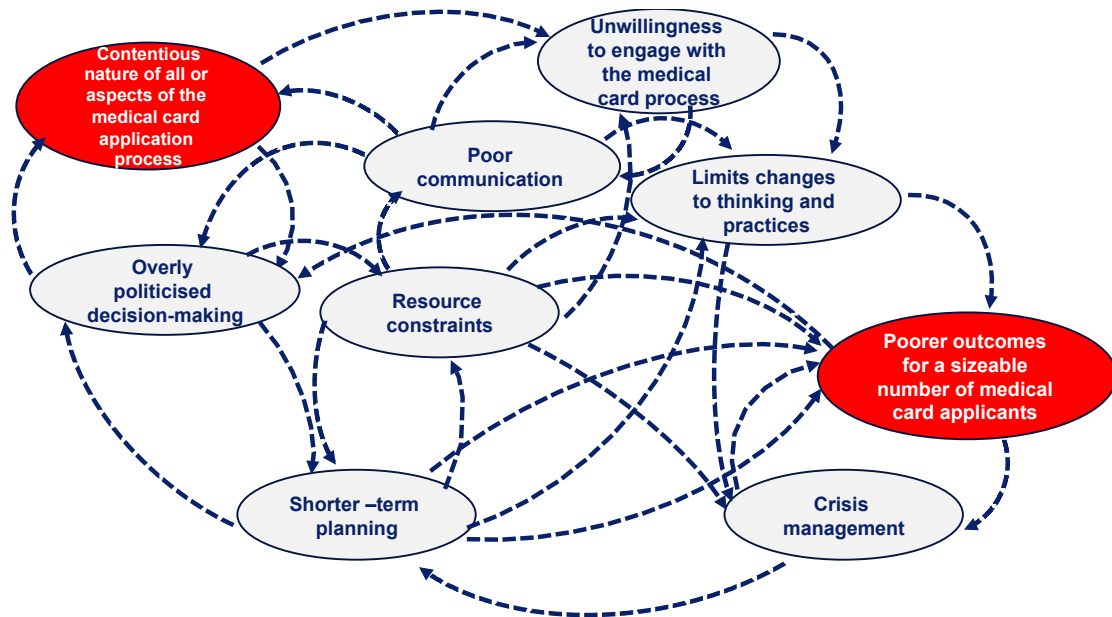 Contentious
nature of all or
aspects of the
medical card
application
process
Unwillingness
to engage with
the medical
card process
Poor
communication
Limits changes
to thinking and
practices
Overly
politicised
decision-making
Resource
constraints
Poorer outcomes
for a sizeable
number of medical
card applicants
Shorter –term
planning
Crisis
management